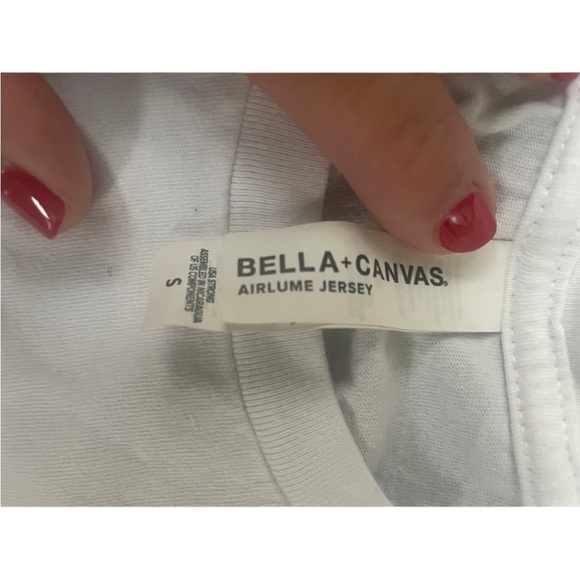 BELLA+CANVAS®
AIRLUME JERSEY
USA STRONG
ASSEMBLED IN NICARAGUA
OF US COMPONENTS
S